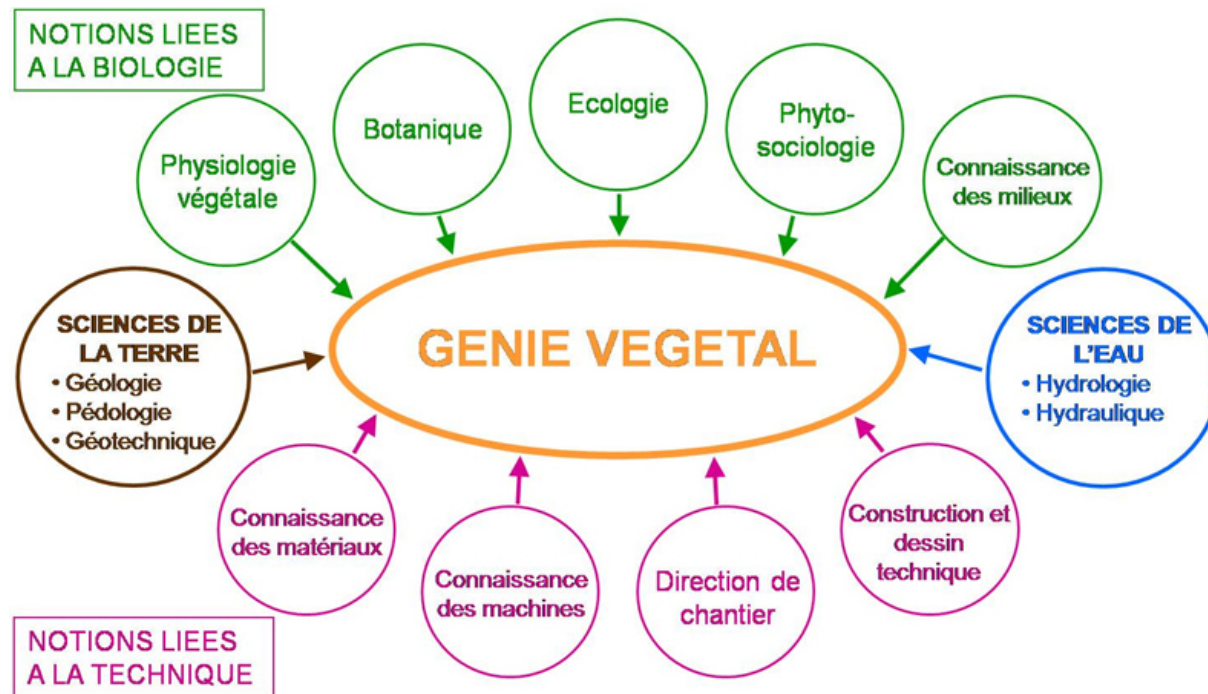 NOTIONS LIEES
A LA BIOLOGIE
Physiologie
végétale
Botanique
Ecologie
Phyto-
sociologie
Connaissance
des milieux
SCIENCES DE
LA TERRE
• Géologie
• Pédologie
• Géotechnique
GENIE VEGETAL
SCIENCES DE
L'EAU
• Hydrologie
• Hydraulique
Connaissance
des matériaux
Connaissance
des machines
Direction de
chantier
Construction et
dessin
technique
NOTIONS LIEES
A LA TECHNIQUE